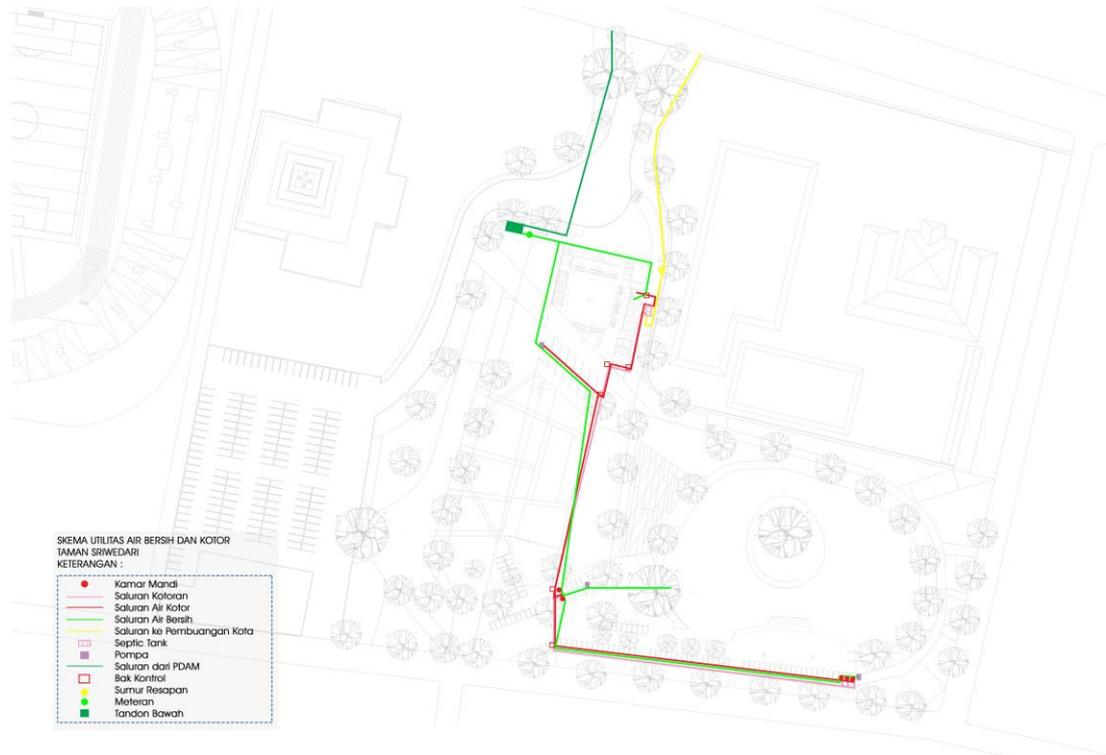 SKEMA UTILITAS AIR BERSIH DAN KOTOR
TAMAN SRIWEDARI
KETERANGAN :
Kamar Mandi
Saluran Kotoran
Saluran Air Kotor
Saluran Air Bersih
Saluran ke Pembuangan Kota
Septic Tank
Pompa
Saluran dari PDAM
Bak Kontrol
Sumur Resapan
Meteran
Tandon Bawah